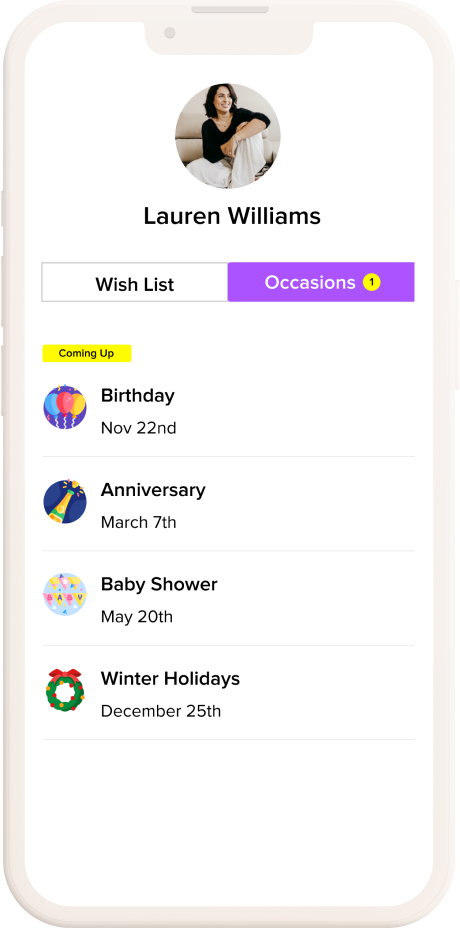 Lauren Williams
Wish List
Occasions 1
Coming Up
Birthday
Nov 22nd
Anniversary
March 7th
BABY
Baby Shower
May 20th
Winter Holidays
December 25th